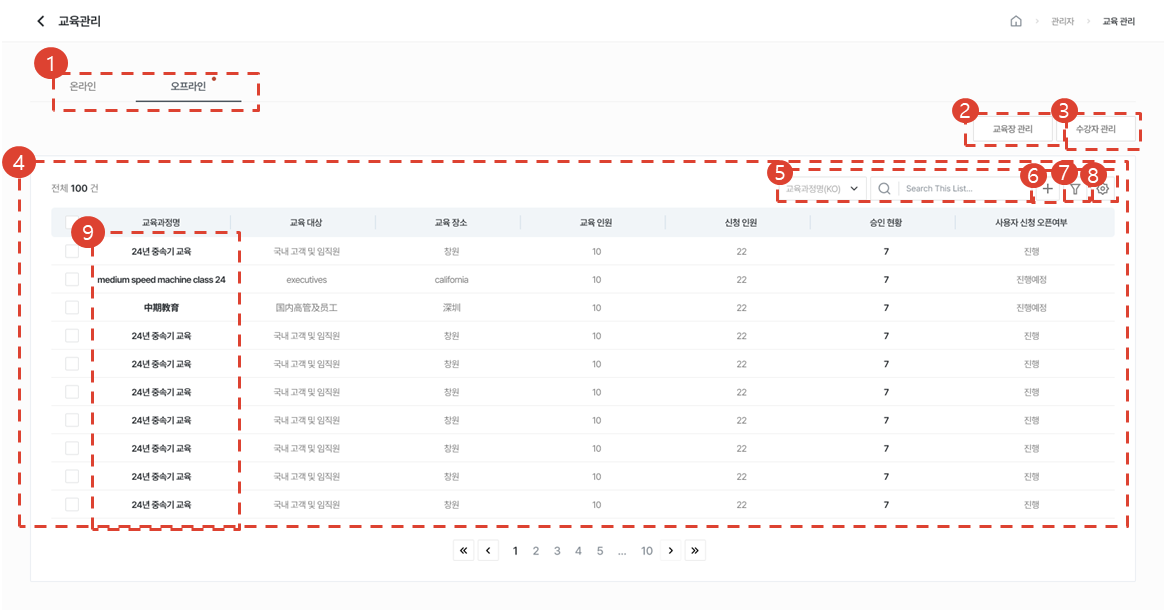 교육관리
관리자 교육 관리
1
온라인 오프라인
2 3
교육장 관리 수강자 관리
4
5 6 7 8
전체 100 건 교육과정명(KO) Search This List...
교육과정명 교육 대상 교육 장소 교육 인원 신청 인원 승인 현황 사용자 신청 오픈여부
9
24년 중속기 교육 국내 고객 및 임직원 창원 10 22 7 진행
medium speed machine class 24 executives california 10 22 7 진행예정
中期教育 国内高管及员工 深圳 10 22 7 진행예정
24년 중속기 교육 국내 고객 및 임직원 창원 10 22 7 진행
24년 중속기 교육 국내 고객 및 임직원 창원 10 22 7 진행
24년 중속기 교육 국내 고객 및 임직원 창원 10 22 7 진행
24년 중속기 교육 국내 고객 및 임직원 창원 10 22 7 진행
24년 중속기 교육 국내 고객 및 임직원 창원 10 22 7 진행
24년 중속기 교육 국내 고객 및 임직원 창원 10 22 7 진행
24년 중속기 교육 국내 고객 및 임직원 창원 10 22 7 진행
1 2 3 4 5 ... 10